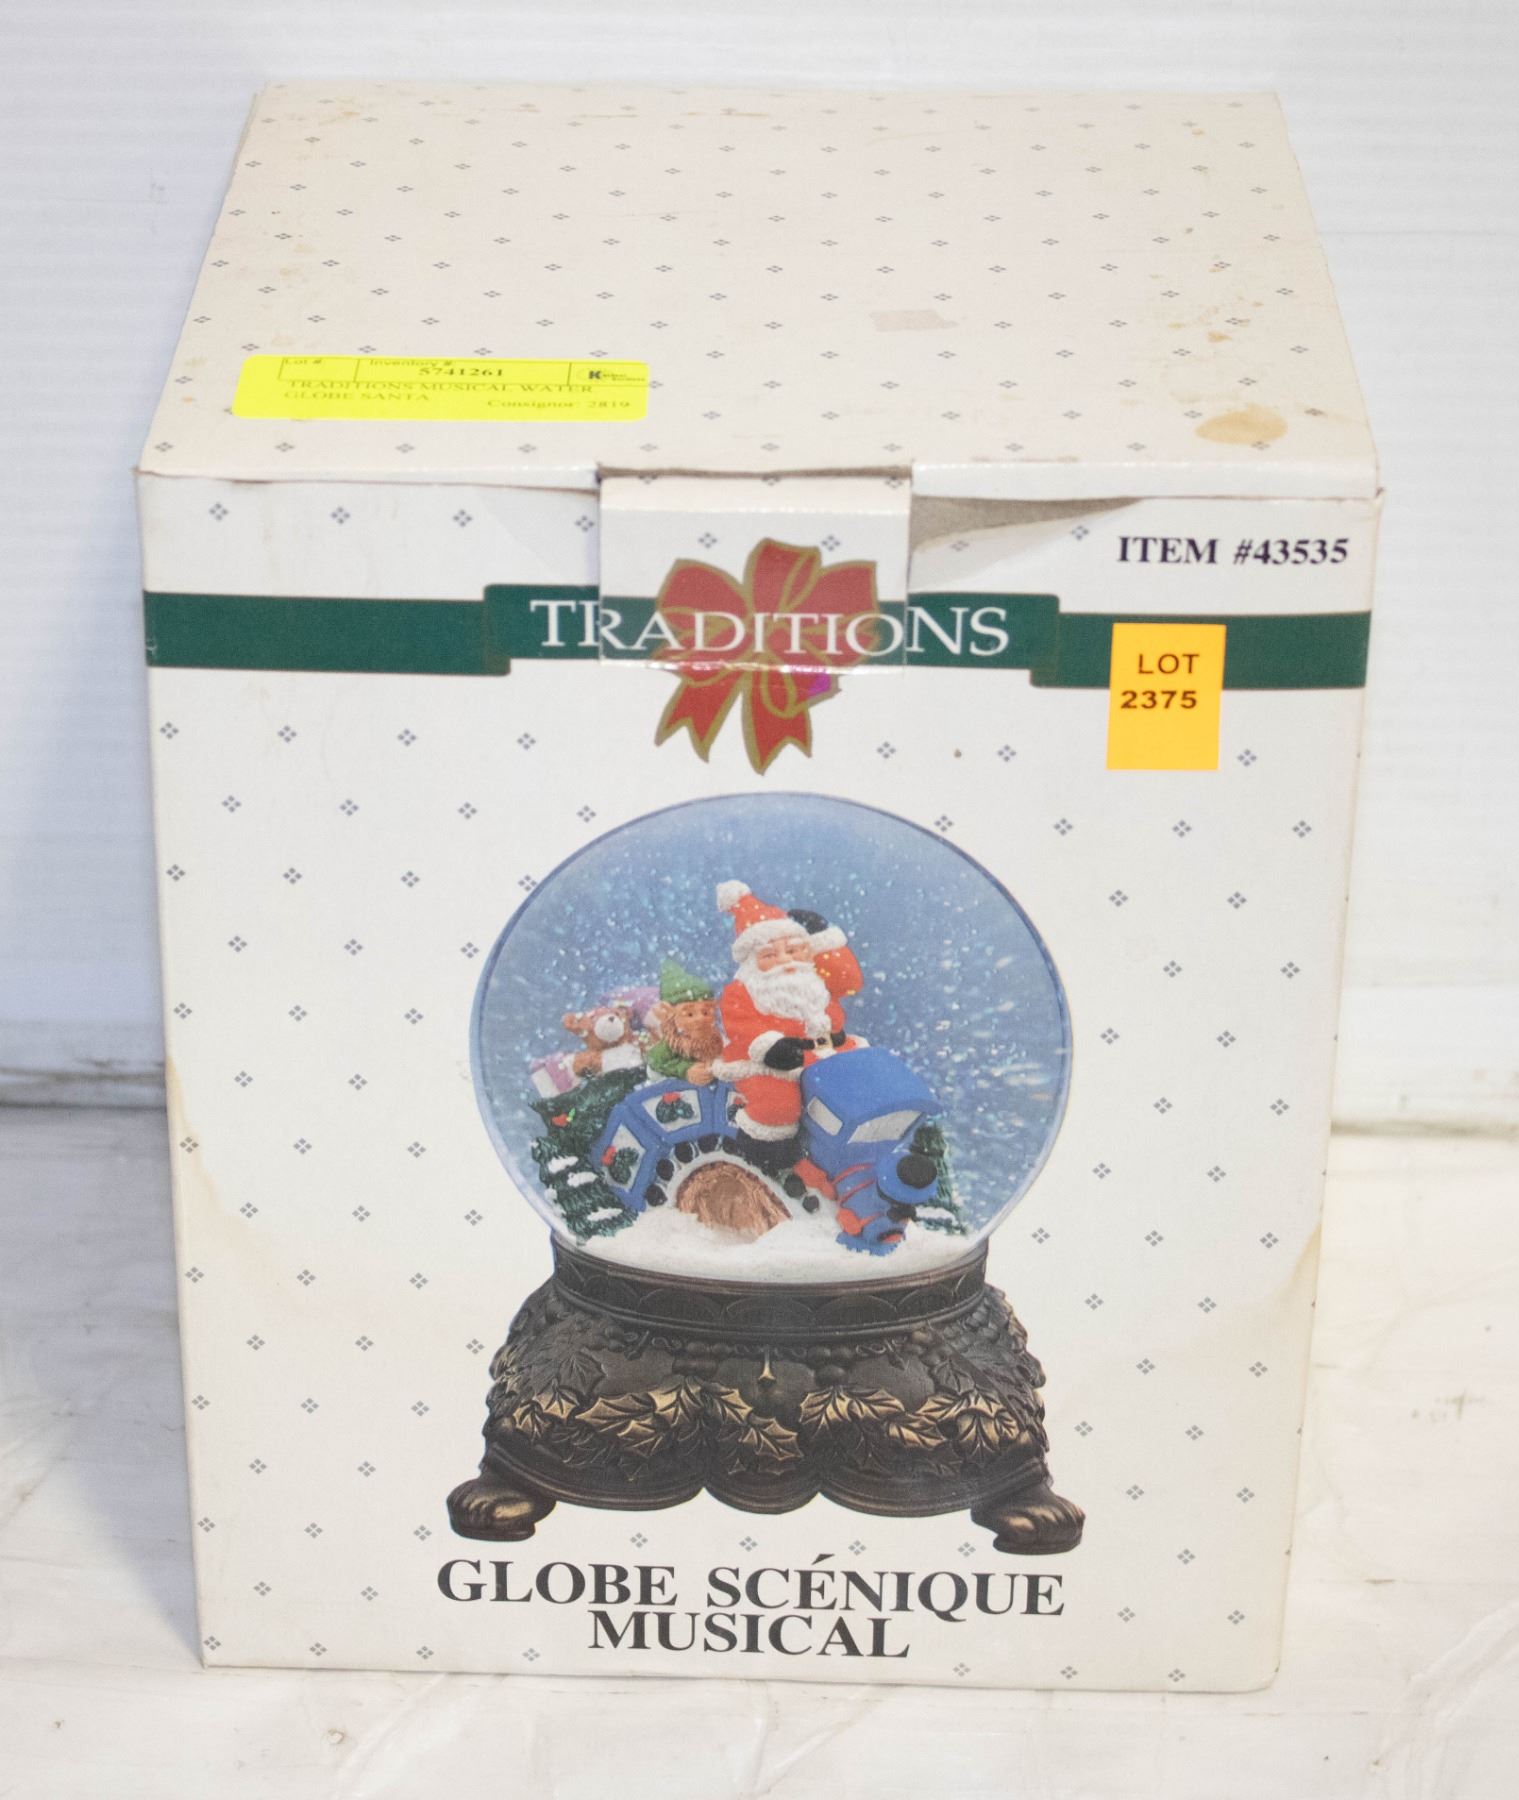 Lot #
Inventory #
5741261
TRADITIONS MUSICAL WATER
GLOBE SANTA
Consignor: 2819
ITEM #43535
TRADITIONS
LOT
2375
GLOBE SCÉNIQUE
MUSICAL